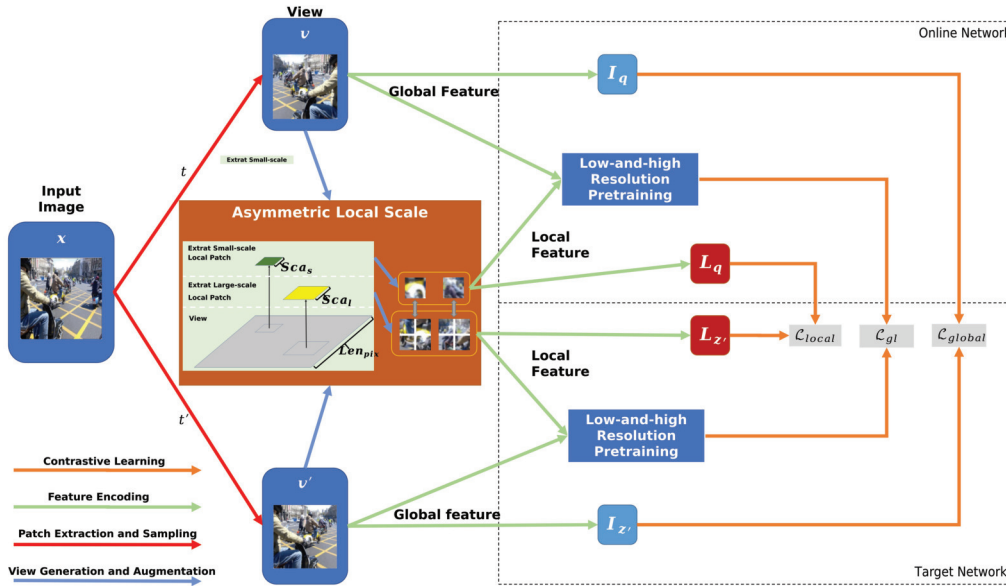 View
v
Online Network
I_q
Global Feature
t
Extrat Small-scale
Low-and-high
Resolution
Pretraining
Input
Image
x
Asymmetric Local Scale
Extrat Small-scale
Local Patch
Sca_s
Extrat Large-scale
Local Patch
Sca_l
View
Len_pix
Local
Feature
L_q
L_z'
ℒ_local
ℒ_gl
ℒ_global
Local
Feature
t'
Low-and-high
Resolution
Pretraining
Contrastive Learning
Feature Encoding
Patch Extraction and Sampling
View Generation and Augmentation
v'
Global feature
I_z'
Target Network